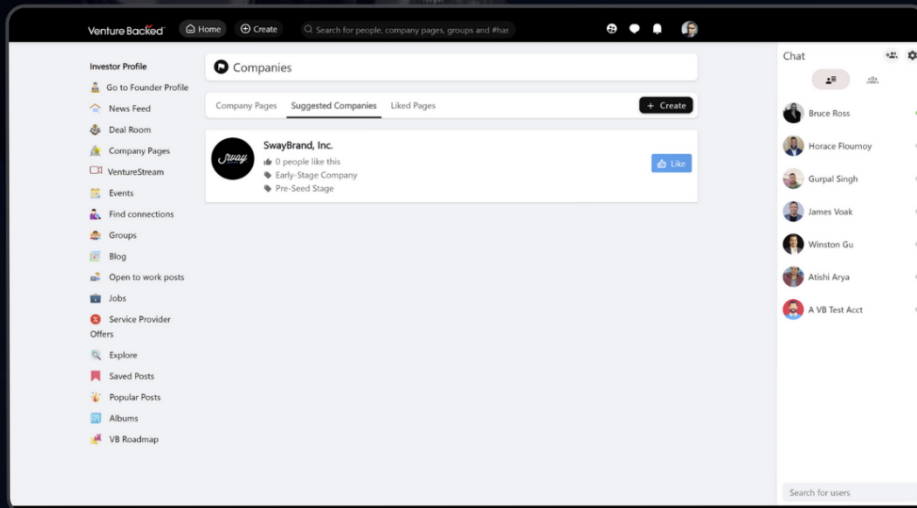 Venture Backed
Home
Create
Search for people, company pages, groups and #has
Investor Profile
Go to Founder Profile
News Feed
Deal Room
Company Pages
VentureStream
Events
Find connections
Groups
Blog
Open to work posts
Jobs
Service Provider
Offers
Explore
Saved Posts
Popular Posts
Albums
VB Roadmap
Companies
Company Pages Suggested Companies Liked Pages
+ Create
Sway
SwayBrand, Inc.
0 people like this
Early-Stage Company
Pre-Seed Stage
Like
Chat
Bruce Ross
Horace Flournoy
Gurpal Singh
James Voak
Winston Gu
Atishi Arya
A VB Test Acct
Search for users